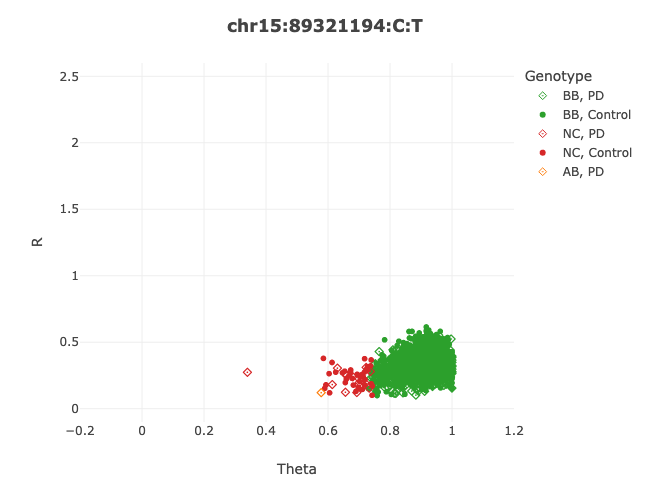 chr15:89321194:C:T
Genotype
BB, PD
BB, Control
NC, PD
NC, Control
AB, PD
2.5
2
1.5
1
0.5
0
R
−0.2 0 0.2 0.4 0.6 0.8 1 1.2
Theta